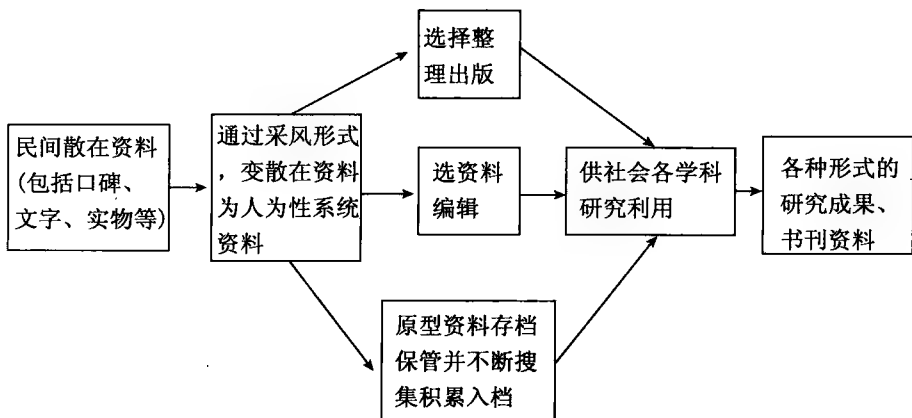 民间散在资料
(包括口碑、
文字、实物等)
通过采风形式
，变散在资料
为人为性系统
资料
选择整
理出版
选资料
编辑
原型资料存档
保管并不断搜
集积累入档
供社会各学科
研究利用
各种形式的
研究成果、
书刊资料